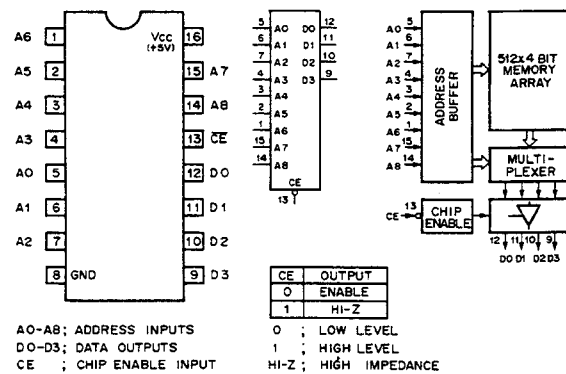 A6 1 Vcc 16
(+5V)
A5 2 15 A7
A4 3 14 A8
A3 4 13 CE
A0 5 12 D0
A1 6 11 D1
A2 7 10 D2
8 GND 9 D3
A0-A8; ADDRESS INPUTS
D0-D3; DATA OUTPUTS
CE ; CHIP ENABLE INPUT
5 A0 D0 12
6 A1 D1 11
7 A2 D2 10
4 A3 D3 9
3 A4
2 A5
1 A6
15 A7
14 A8
CE
13
A0 5
A1 6
A2 7
A3 4
A4 3
A5 2
A6 1
A7 15
A8 14
ADDRESS
BUFFER
512x4 BIT
MEMORY
ARRAY
MULTI-
PLEXER
CE 13
CHIP
ENABLE
12 11 10 9
D0 D1 D2 D3
CE OUTPUT
0 ENABLE
1 HI-Z
0 ; LOW LEVEL
1 ; HIGH LEVEL
HI-Z; HIGH IMPEDANCE